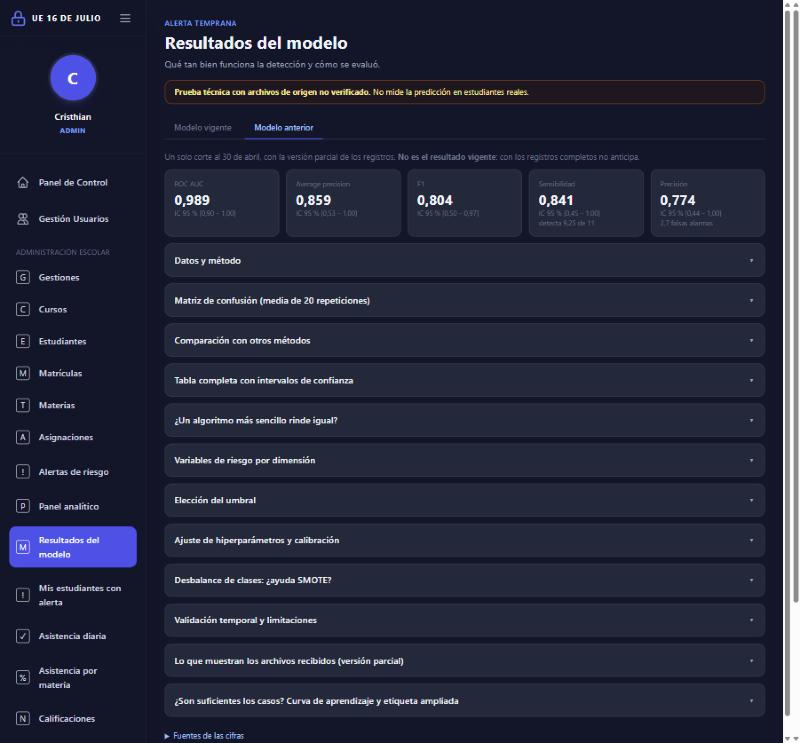 UE 16 DE JULIO
C
Cristhian
ADMIN
Panel de Control
Gestión Usuarios
ADMINISTRACIÓN ESCOLAR
G Gestiones
C Cursos
E Estudiantes
M Matrículas
T Materias
A Asignaciones
! Alertas de riesgo
P Panel analítico
M Resultados del
modelo
! Mis estudiantes con
alerta
✓ Asistencia diaria
% Asistencia por
materia
N Calificaciones
ALERTA TEMPRANA
Resultados del modelo
Qué tan bien funciona la detección y cómo se evaluó.
Prueba técnica con archivos de origen no verificado. No mide la predicción en estudiantes reales.
Modelo vigente
Modelo anterior
Un solo corte al 30 de abril, con la versión parcial de los registros. No es el resultado vigente: con los registros completos no anticipa.
ROC AUC
0,989
IC 95 % [0,90 – 1,00]
Average precision
0,859
IC 95 % [0,53 – 1,00]
F1
0,804
IC 95 % [0,50 – 0,97]
Sensibilidad
0,841
IC 95 % [0,45 – 1,00]
detecta 9,25 de 11
Precisión
0,774
IC 95 % [0,44 – 1,00]
2,7 falsas alarmas
Datos y método
Matriz de confusión (media de 20 repeticiones)
Comparación con otros métodos
Tabla completa con intervalos de confianza
¿Un algoritmo más sencillo rinde igual?
Variables de riesgo por dimensión
Elección del umbral
Ajuste de hiperparámetros y calibración
Desbalance de clases: ¿ayuda SMOTE?
Validación temporal y limitaciones
Lo que muestran los archivos recibidos (versión parcial)
¿Son suficientes los casos? Curva de aprendizaje y etiqueta ampliada
Fuentes de las cifras